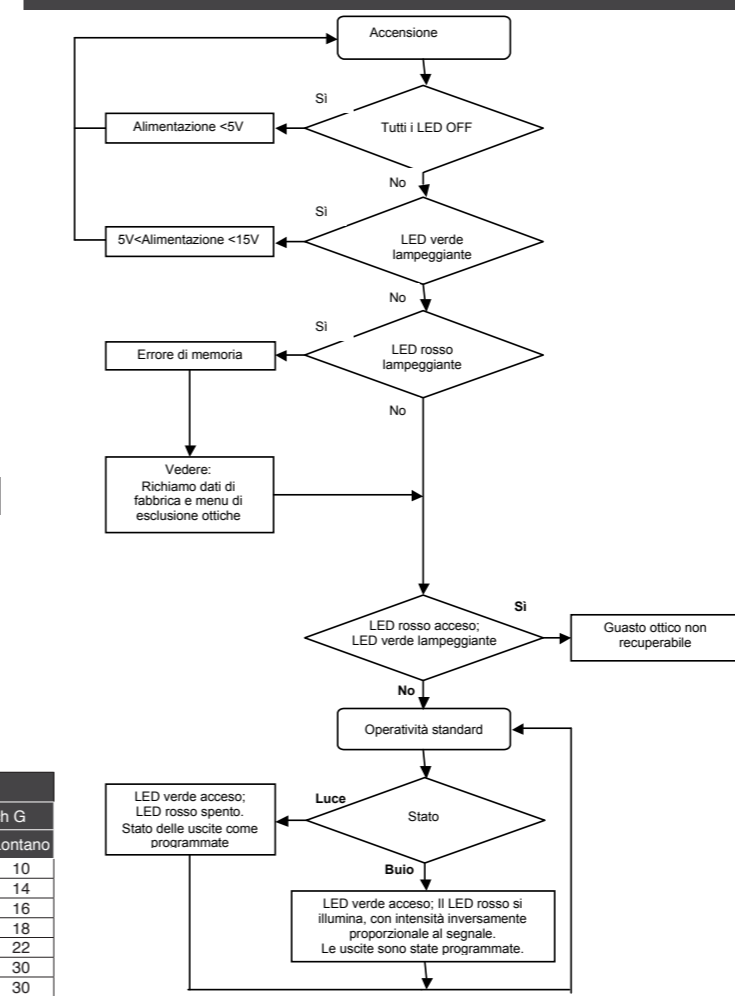 Accensione
Sì
Alimentazione <5V
Tutti i LED OFF
No
Sì
5V<Alimentazione <15V
LED verde
lampeggiante
No
Sì
Errore di memoria
LED rosso
lampeggiante
No
Vedere:
Richiamo dati di
fabbrica e menu di
esclusione ottiche
LED rosso acceso;
LED verde lampeggiante
Sì
Guasto ottico non
recuperabile
No
Operatività standard
LED verde acceso;
LED rosso spento.
Stato delle uscite come
programmate
Luce
Stato
Buio
LED verde acceso; Il LED rosso si
illumina, con intensità inversamente
proporzionale al segnale.
Le uscite sono state programmate.
h G
ontano
10
14
16
18
22
30
30